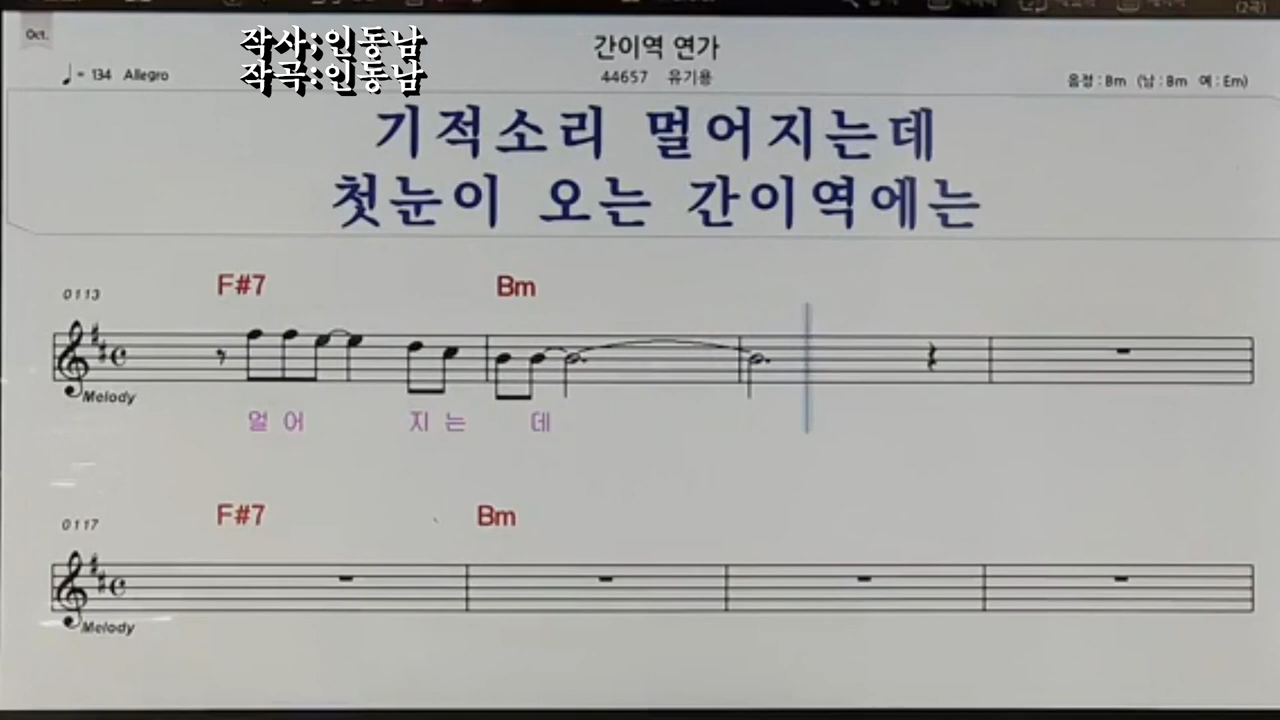 Oct.
작사;인동남
작곡:인동남
간이역 연가
♩= 134 Allegro
44657 유기용
음정 : Bm (남 : Bm 여 : Em)
기적소리 멀어지는데
첫눈이 오는 간이역에는
0113
F#7 Bm
Melody
멀 어 지 는 데
0117
F#7 Bm
Melody